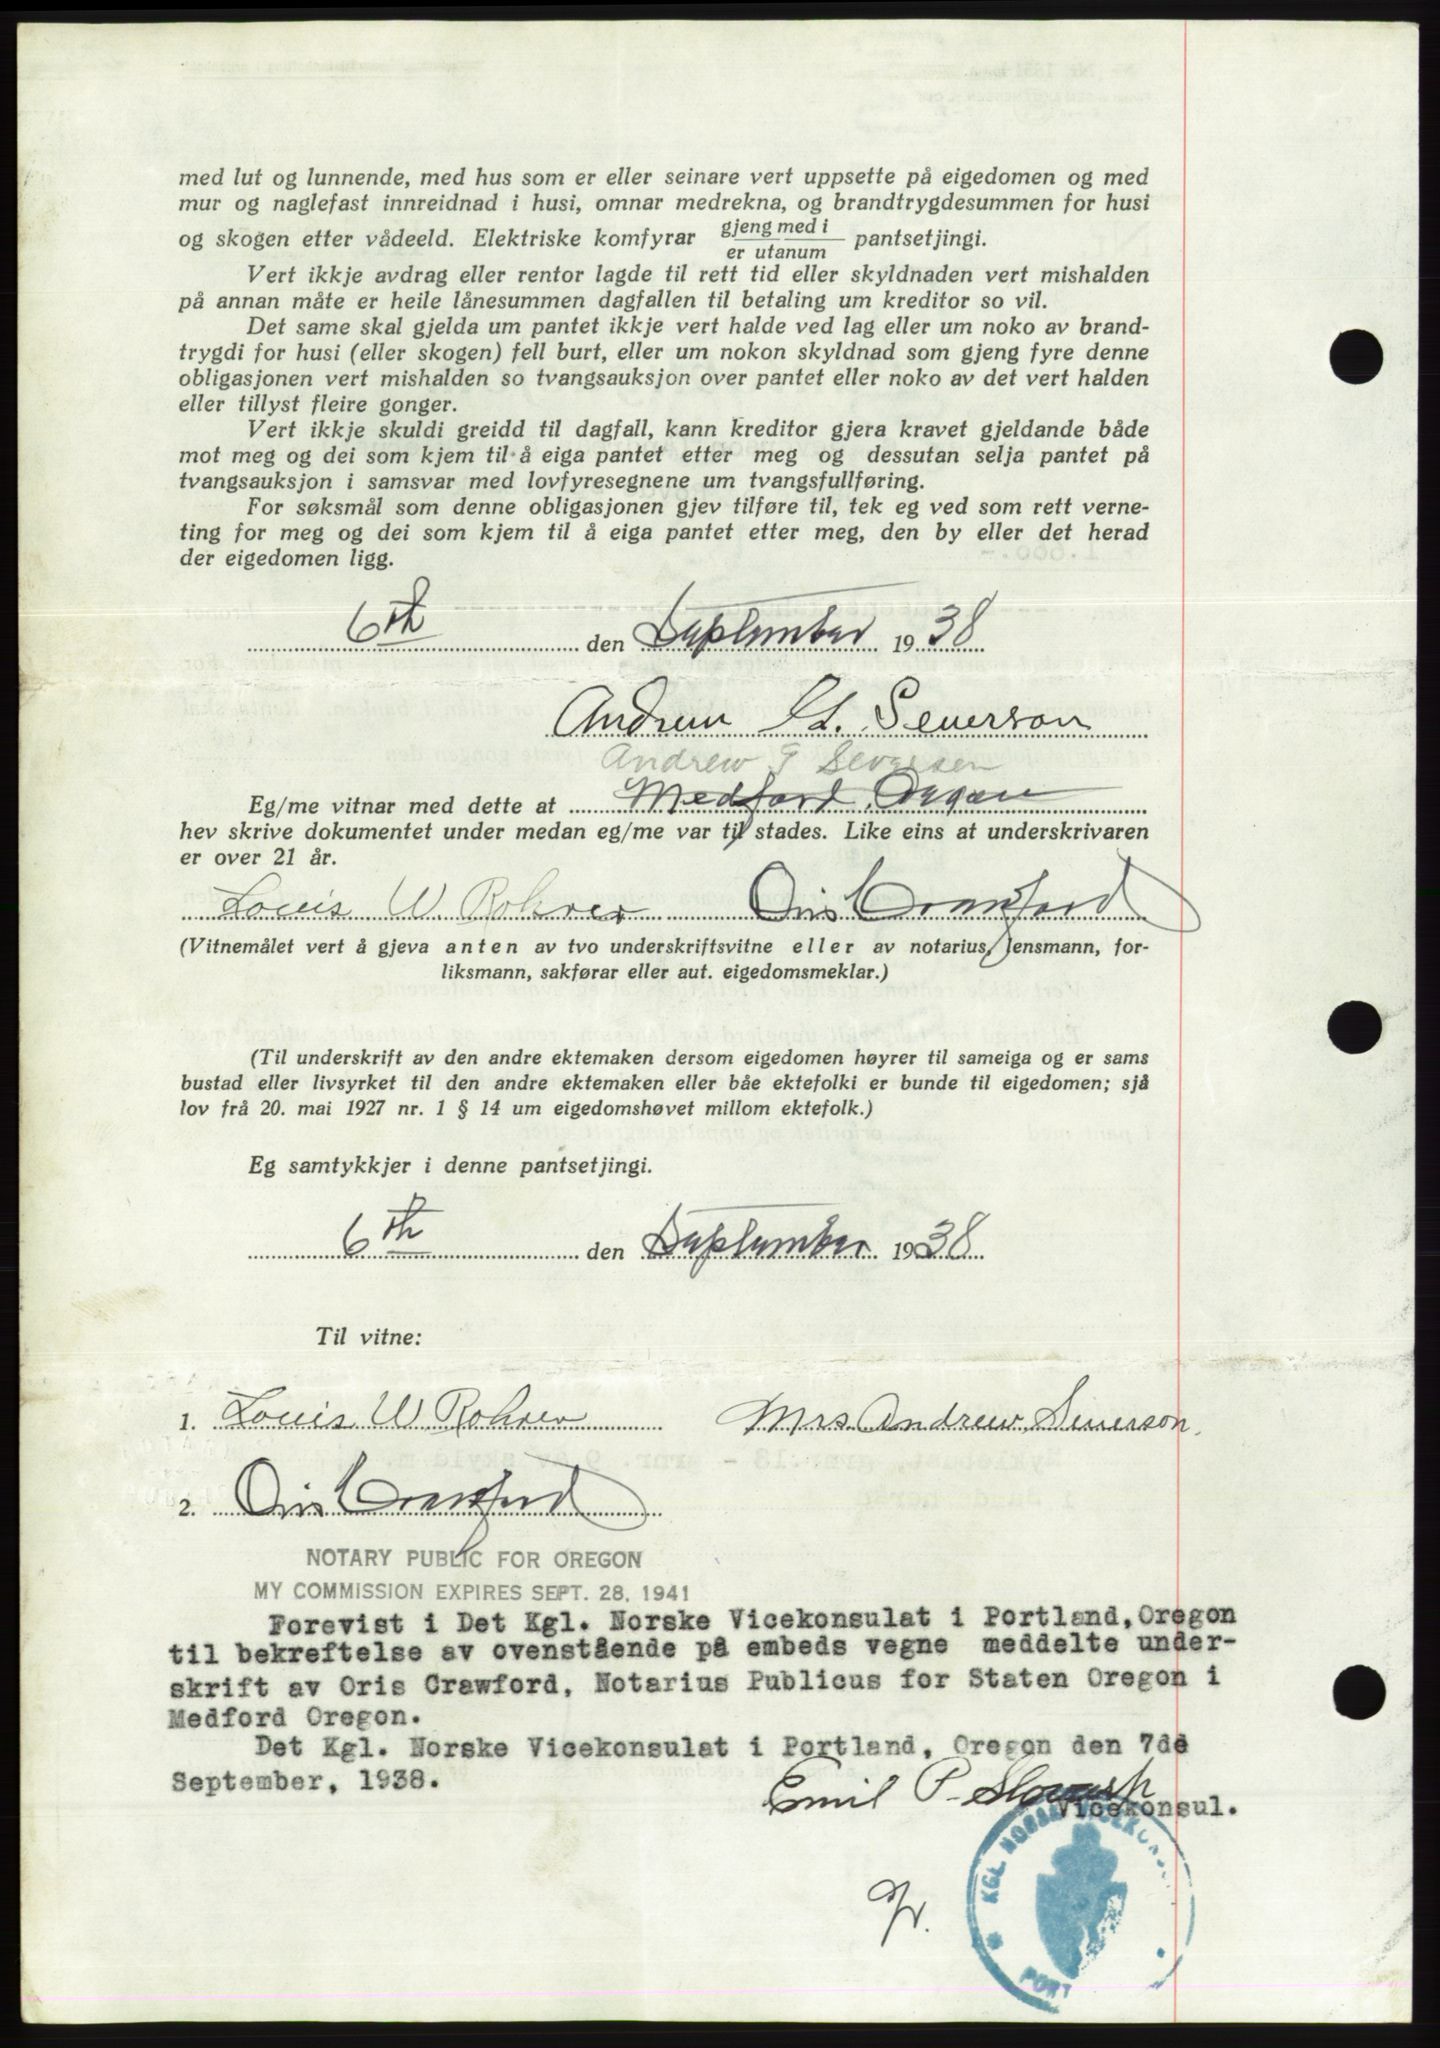 med lut og lunnende, med hus som er eller seinare vert uppsette på eigedomen og med
mur og naglefast innreidnad i husi, omnar medrekna, og brandtrygdesummen for husi
og skogen etter vådeeld. Elektriske komfyrar gjeng med i / er utanum pantsetjingi.
Vert ikkje avdrag eller rentor lagde til rett tid eller skyldnaden vert mishalden
på annan måte er heile lånesummen dagfallen til betaling um kreditor so vil.
Det same skal gjelda um pantet ikkje vert halde ved lag eller um noko av brand-
trygdi for husi (eller skogen) fell burt, eller um nokon skyldnad som gjeng fyre denne
obligasjonen vert mishalden so tvangsauksjon over pantet eller noko av det vert halden
eller tillyst fleire gonger.
Vert ikkje skuldi greidd til dagfall, kann kreditor gjera kravet gjeldande både
mot meg og dei som kjem til å eiga pantet etter meg og dessutan selja pantet på
tvangsauksjon i samsvar med lovfyresegnene um tvangsfullføring.
For søksmål som denne obligasjonen gjev tilføre til, tek eg ved som rett verne-
ting for meg og dei som kjem til å eiga pantet etter meg, den by eller det herad
der eigedomen ligg.
6th den September 1938
Andrew Severson
Andrew
Eg/me vitnar med dette at Medford, Oregon
hev skrive dokumentet under medan eg/me var til stades. Like eins at underskrivaren
er over 21 år.
Louis W. Rohrer Oris Crawford
(Vitnemålet vert å gjeva anten av tvo underskriftsvitne eller av notarius, lensmann, for-
liksmann, sakførar eller aut. eigedomsmeklar.)
(Til underskrift av den andre ektemaken dersom eigedomen høyrer til sameiga og er sams
bustad eller livsyrket til den andre ektemaken eller båe ektefolki er bunde til eigedomen; sjå
lov frå 20. mai 1927 nr. 1 § 14 um eigedomshøvet millom ektefolk.)
Eg samtykkjer i denne pantsetjingi.
6th den September 1938
Til vitne:
1. Louis W. Rohrer Mrs Andrew Severson.
2. Oris Crawford
NOTARY PUBLIC FOR OREGON
MY COMMISSION EXPIRES SEPT. 28, 1941
Forevist i Det Kgl. Norske Vicekonsulat i Portland, Oregon
til bekreftelse av ovenstående på embeds vegne meddelte under-
skrift av Oris Crawford, Notarius Publicus for Staten Oregon i
Medford Oregon.
Det Kgl. Norske Vicekonsulat i Portland, Oregon den 7de
September, 1938.
Emil P.
Vicekonsul.
KGL. NORSK
PORT